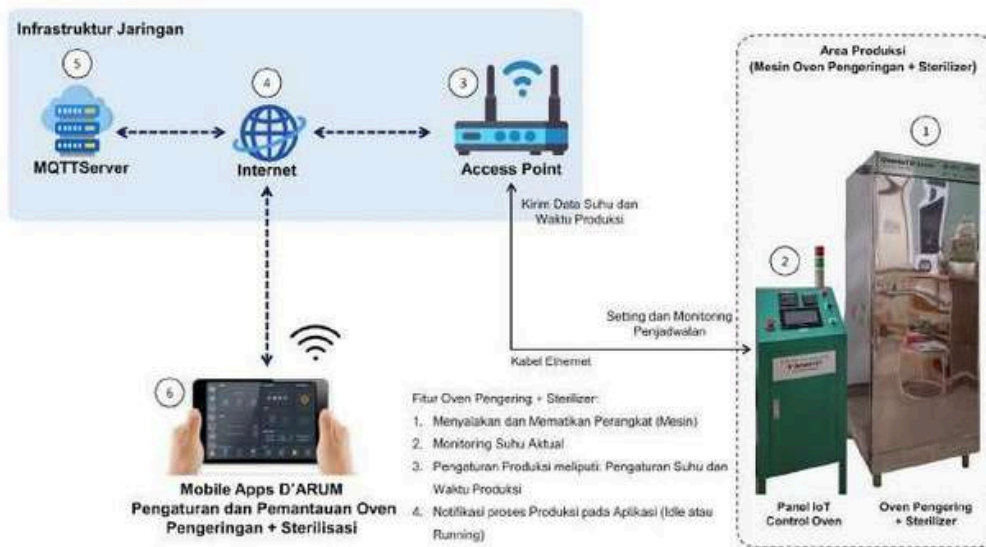 Infrastruktur Jaringan
5
MQTTServer
4
Internet
3
Access Point
Kirim Data Suhu dan
Waktu Produksi
Area Produksi
(Mesin Oven Pengeringan + Sterilizer)
1
2
Setting dan Monitoring
Penjadwalan
Kabel Ethernet
6
Mobile Apps D'ARUM
Pengaturan dan Pemantauan Oven
Pengeringan + Sterilisasi
Fitur Oven Pengering + Sterilizer:
1. Menyalakan dan Mematikan Perangkat (Mesin)
2. Monitoring Suhu Aktual
3. Pengaturan Produksi meliputi: Pengaturan Suhu dan
Waktu Produksi
4. Notifikasi proses Produksi pada Aplikasi (Idle atau
Running)
Panel IoT
Control Oven
Oven Pengering
+ Sterilizer